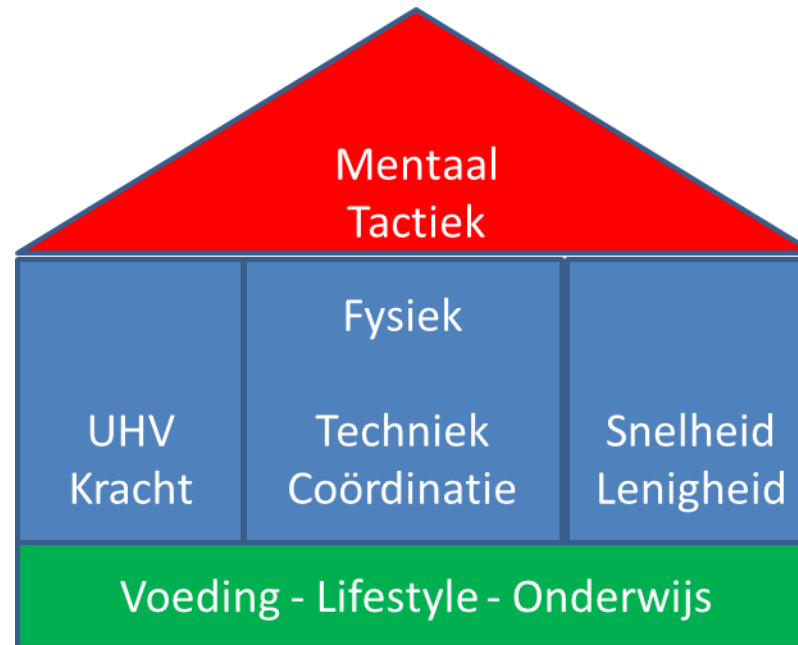 Mentaal
Tactiek
Fysiek
UHV
Kracht
Techniek
Coördinatie
Snelheid
Lenigheid
Voeding - Lifestyle - Onderwijs